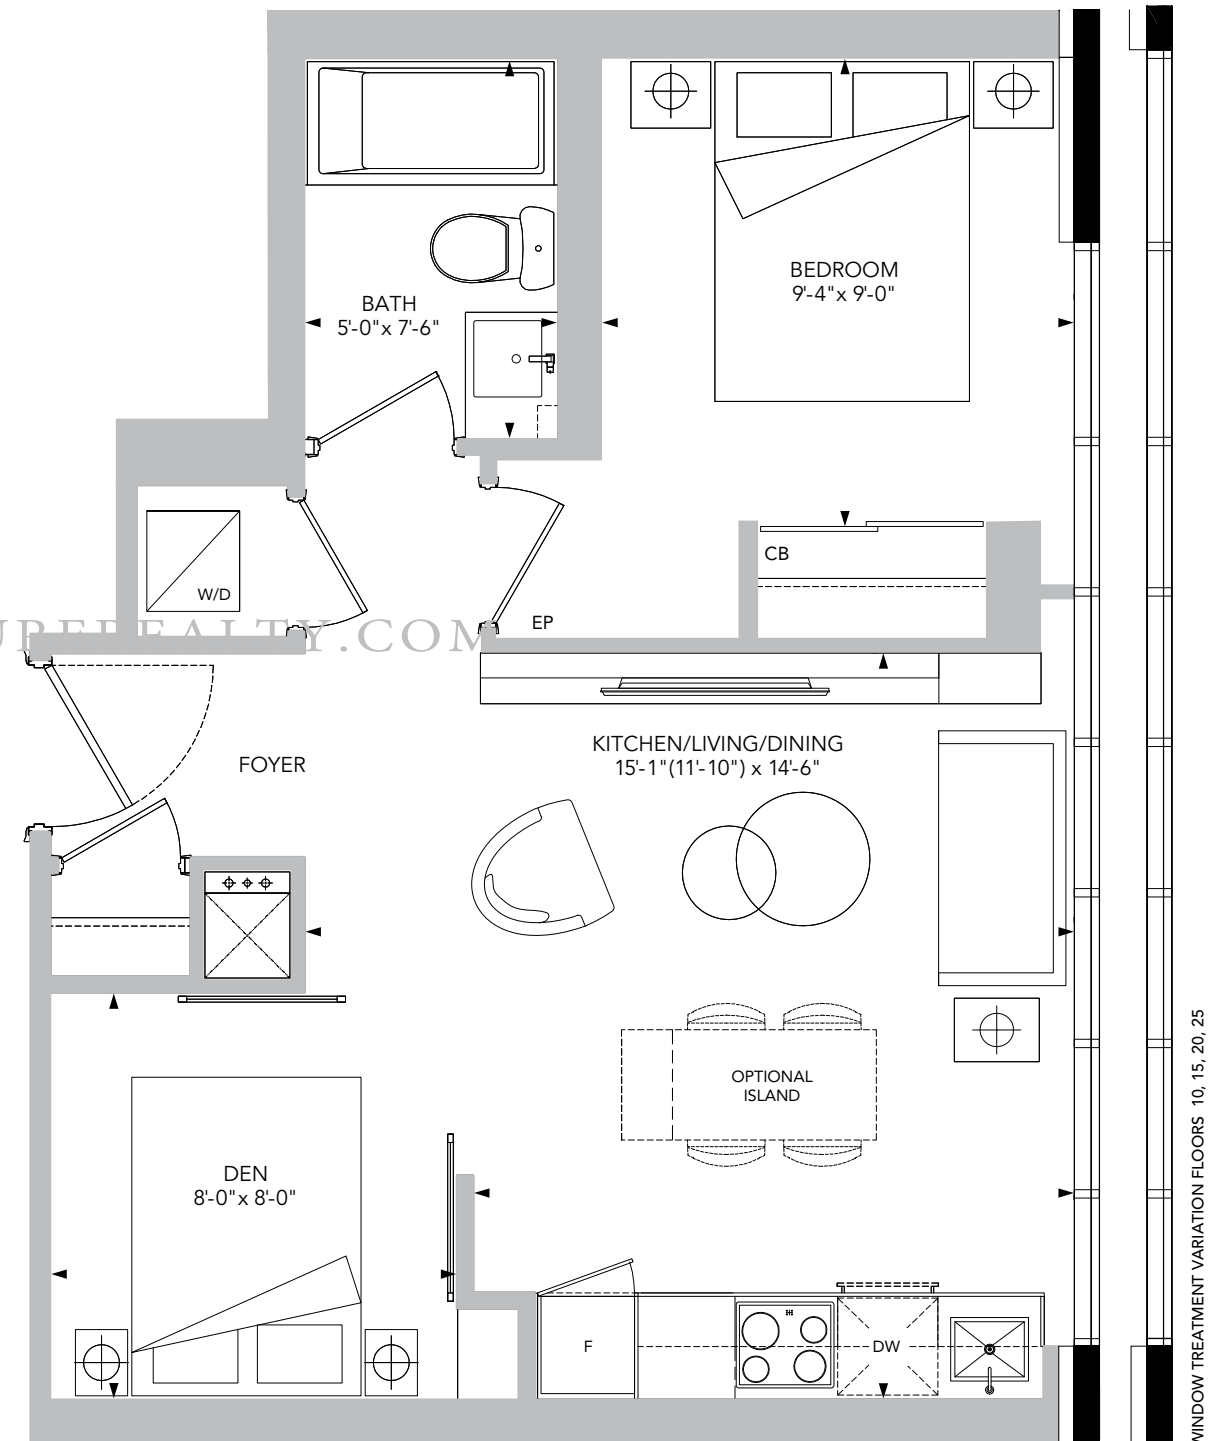 BEDROOM
9'-4"x 9'-0"
BATH
5'-0"x 7'-6"
CB
W/D
EP
.COM
KITCHEN/LIVING/DINING
15'-1"(11'-10") x 14'-6"
FOYER
OPTIONAL
ISLAND
DEN
8'-0"x 8'-0"
F
DW
WINDOW TREATMENT VARIATION FLOORS 10, 15, 20, 25